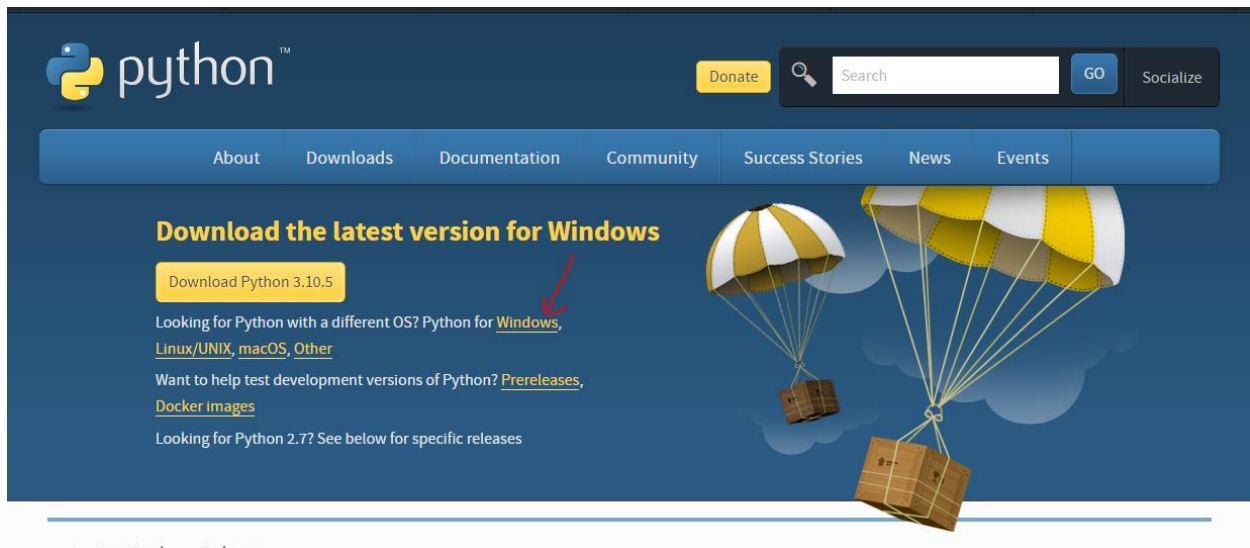 python™
Donate
Search
GO
Socialize
About Downloads Documentation Community Success Stories News Events
Download the latest version for Windows
Download Python 3.10.5
Looking for Python with a different OS? Python for Windows,
Linux/UNIX, macOS, Other
Want to help test development versions of Python? Prereleases,
Docker images
Looking for Python 2.7? See below for specific releases